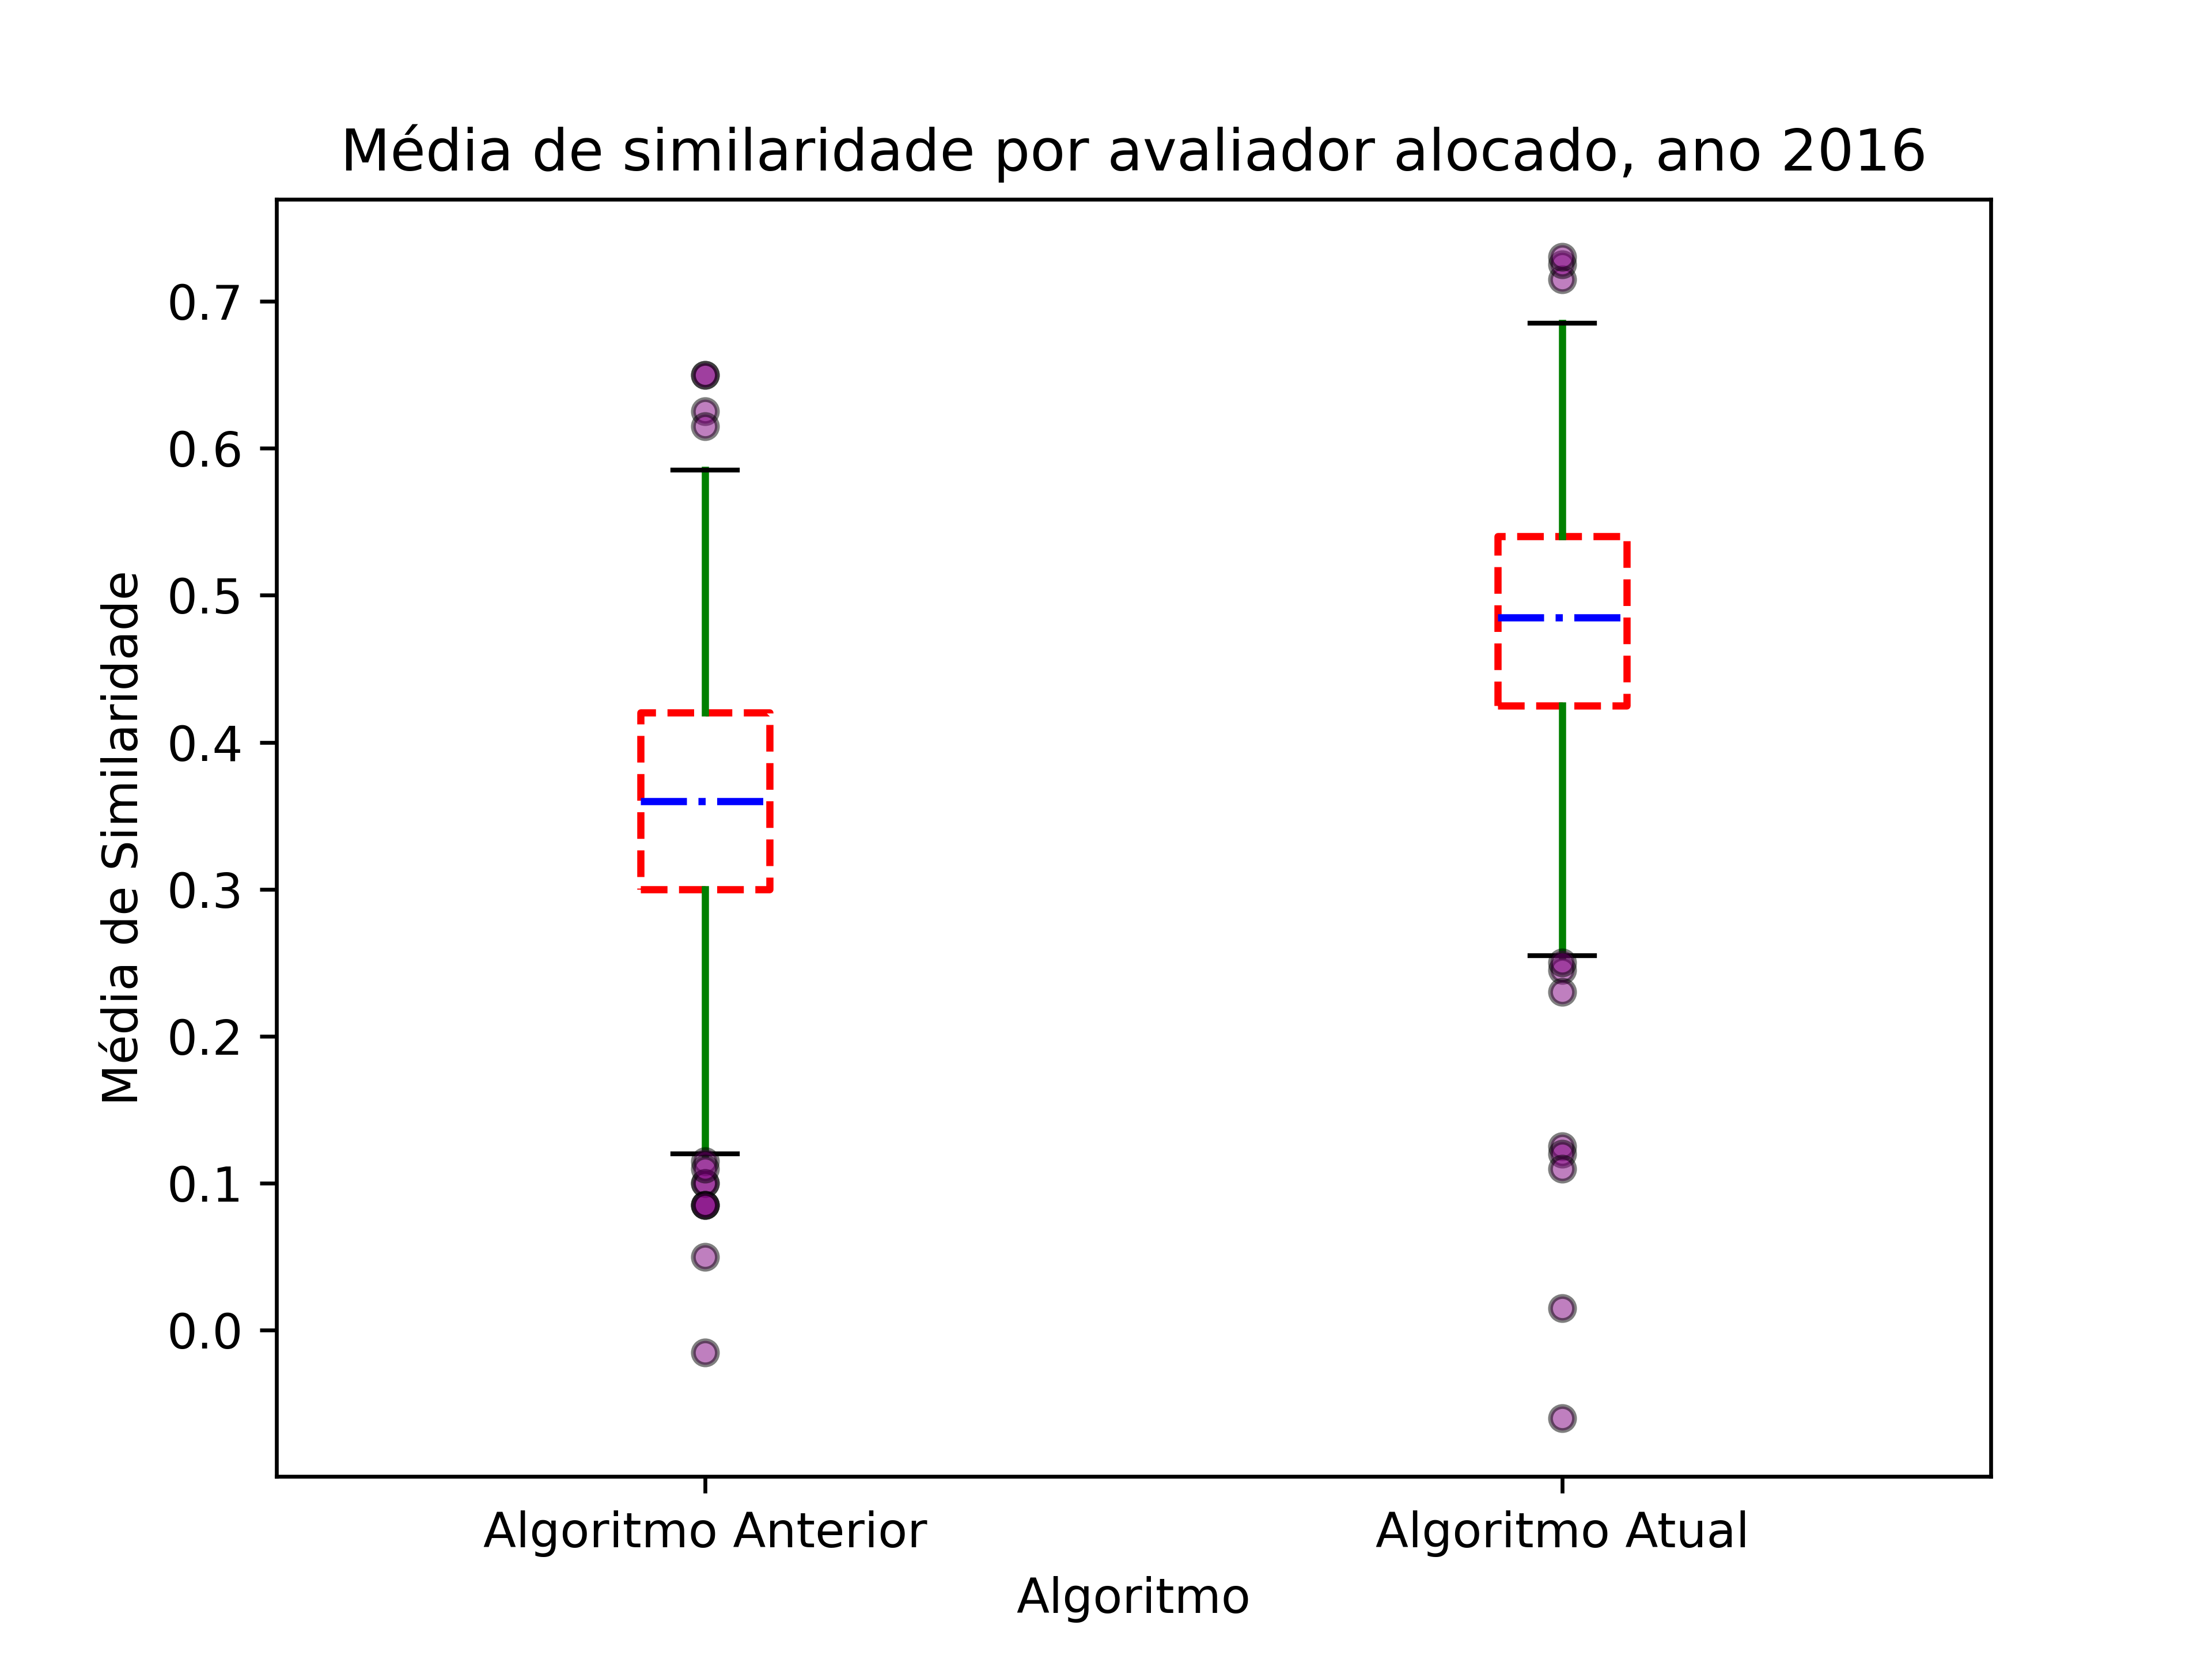 Média de similaridade por avaliador alocado, ano 2016
Média de Similaridade
0.7
0.6
0.5
0.4
0.3
0.2
0.1
0.0
Algoritmo Anterior
Algoritmo Atual
Algoritmo